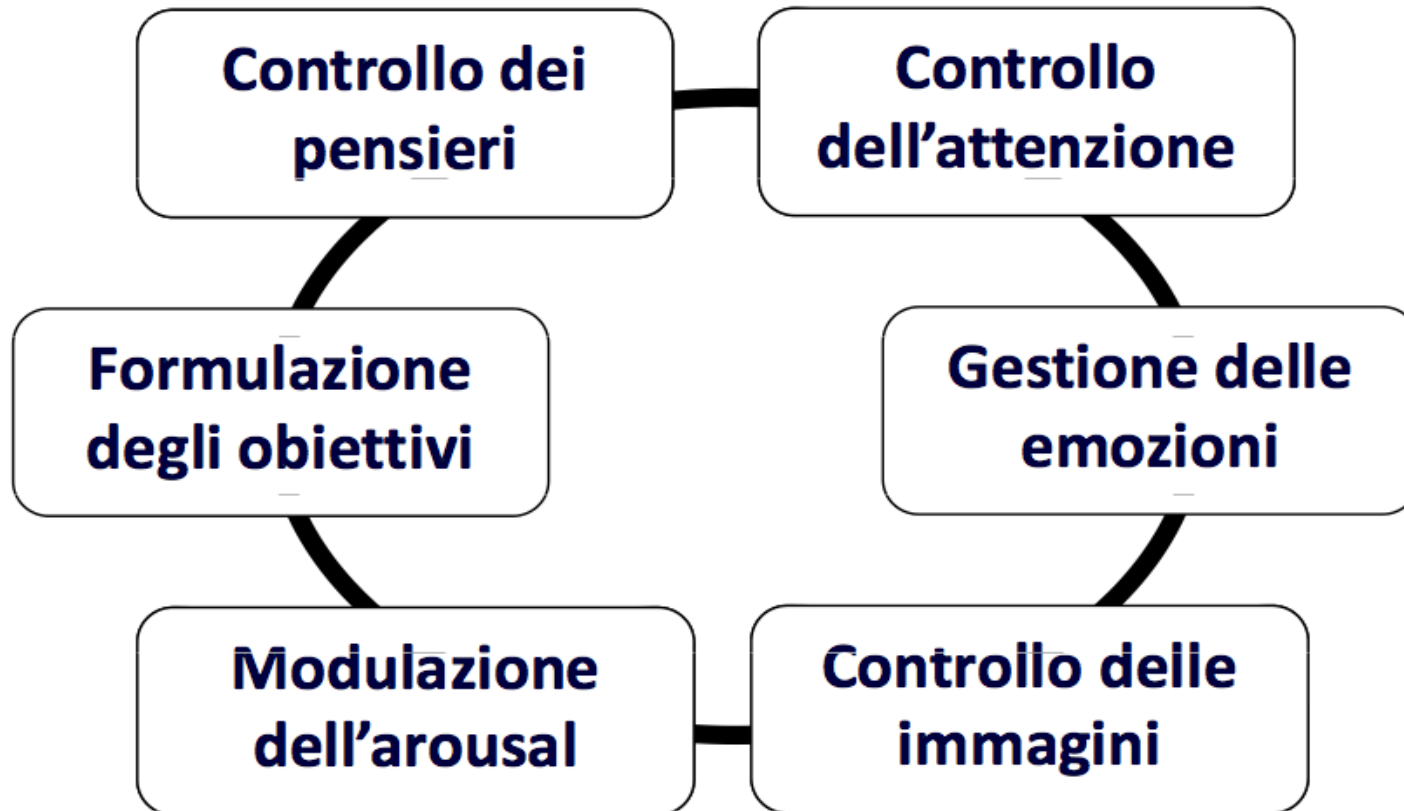 Controllo dei
pensieri
Controllo
dell’attenzione
Formulazione
degli obiettivi
Gestione delle
emozioni
Modulazione
dell’arousal
Controllo delle
immagini